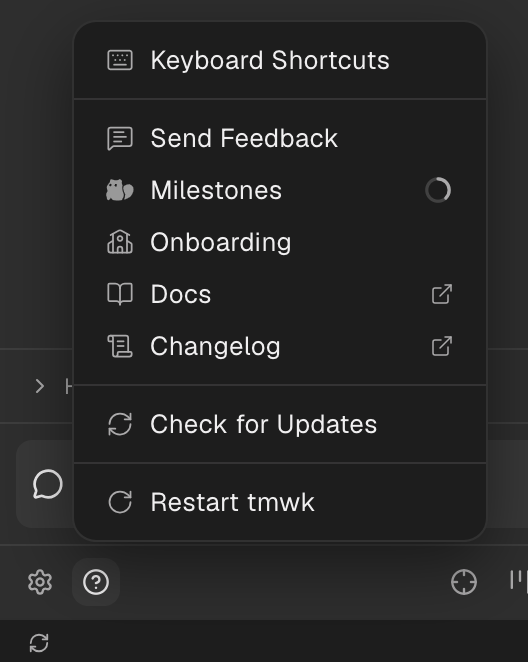 Keyboard Shortcuts
Send Feedback
Milestones
Onboarding
Docs
Changelog
Check for Updates
Restart tmwk